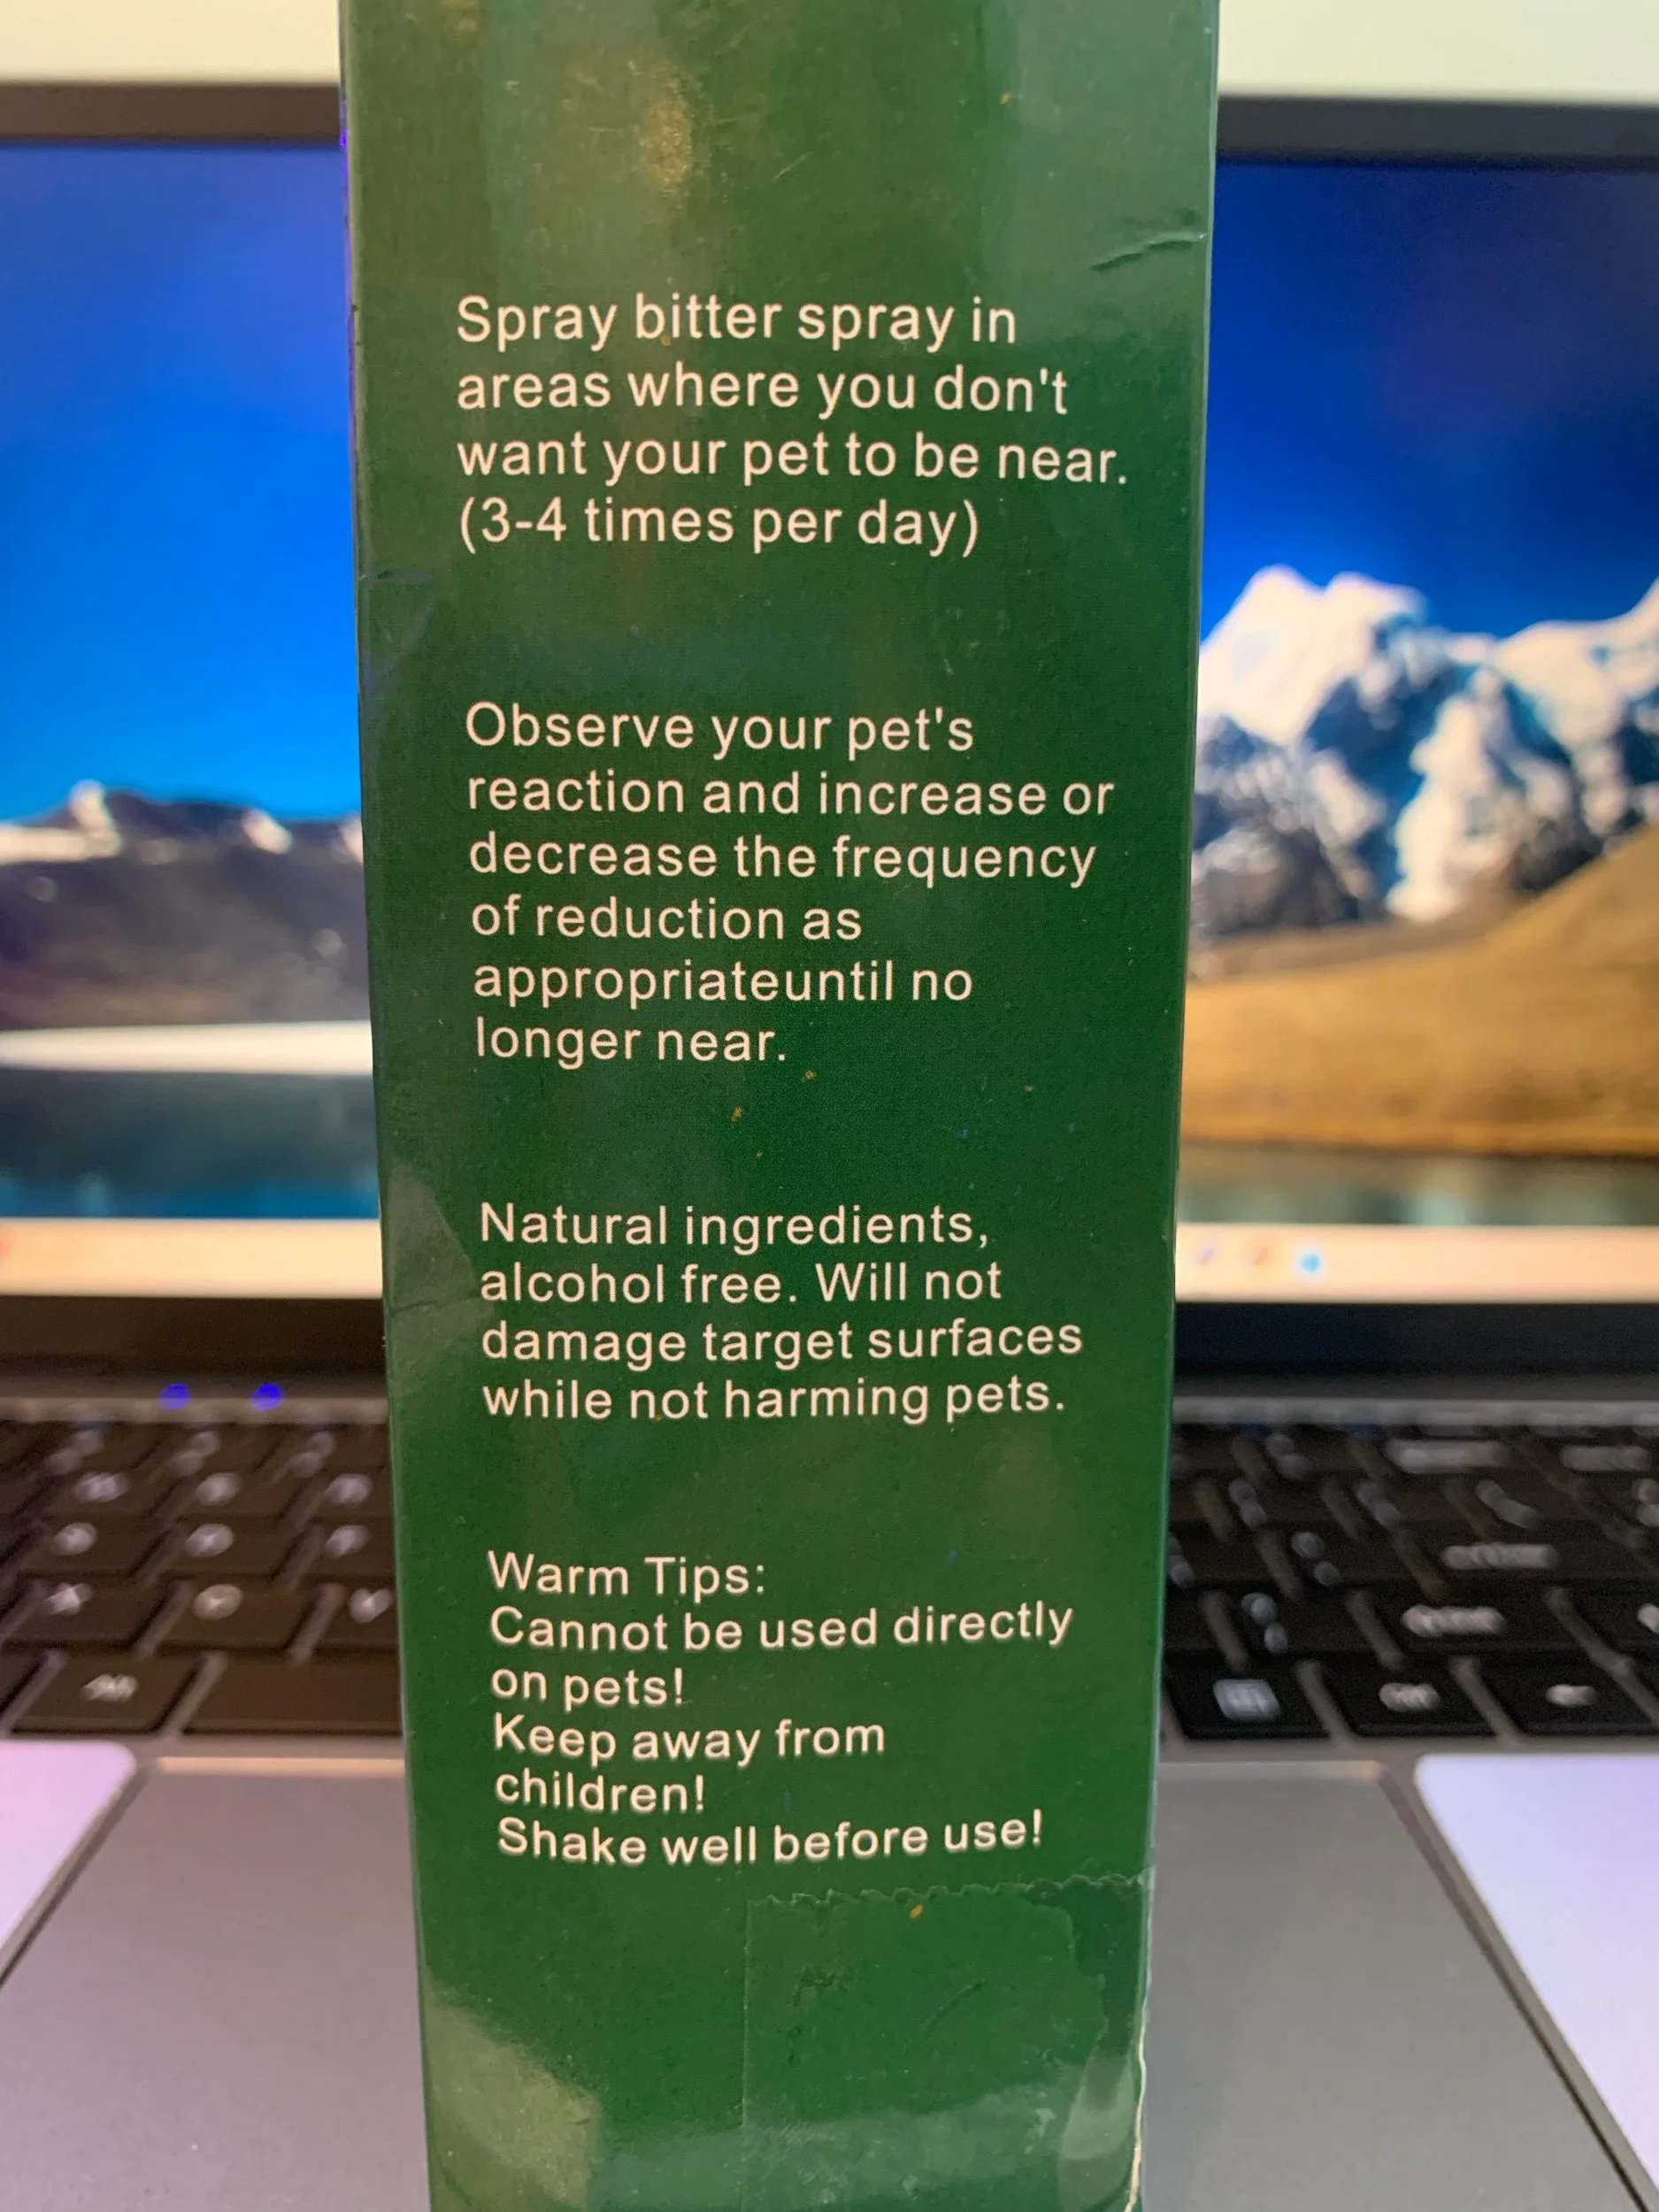 Spray bitter spray in
areas where you don't
want your pet to be near.
(3-4 times per day)
Observe your pet's
reaction and increase or
decrease the frequency
of reduction as
appropriateuntil no
longer near.
Natural ingredients,
alcohol free. Will not
damage target surfaces
while not harming pets.
Warm Tips:
Cannot be used directly
on pets!
Keep away from
children!
Shake well before use!